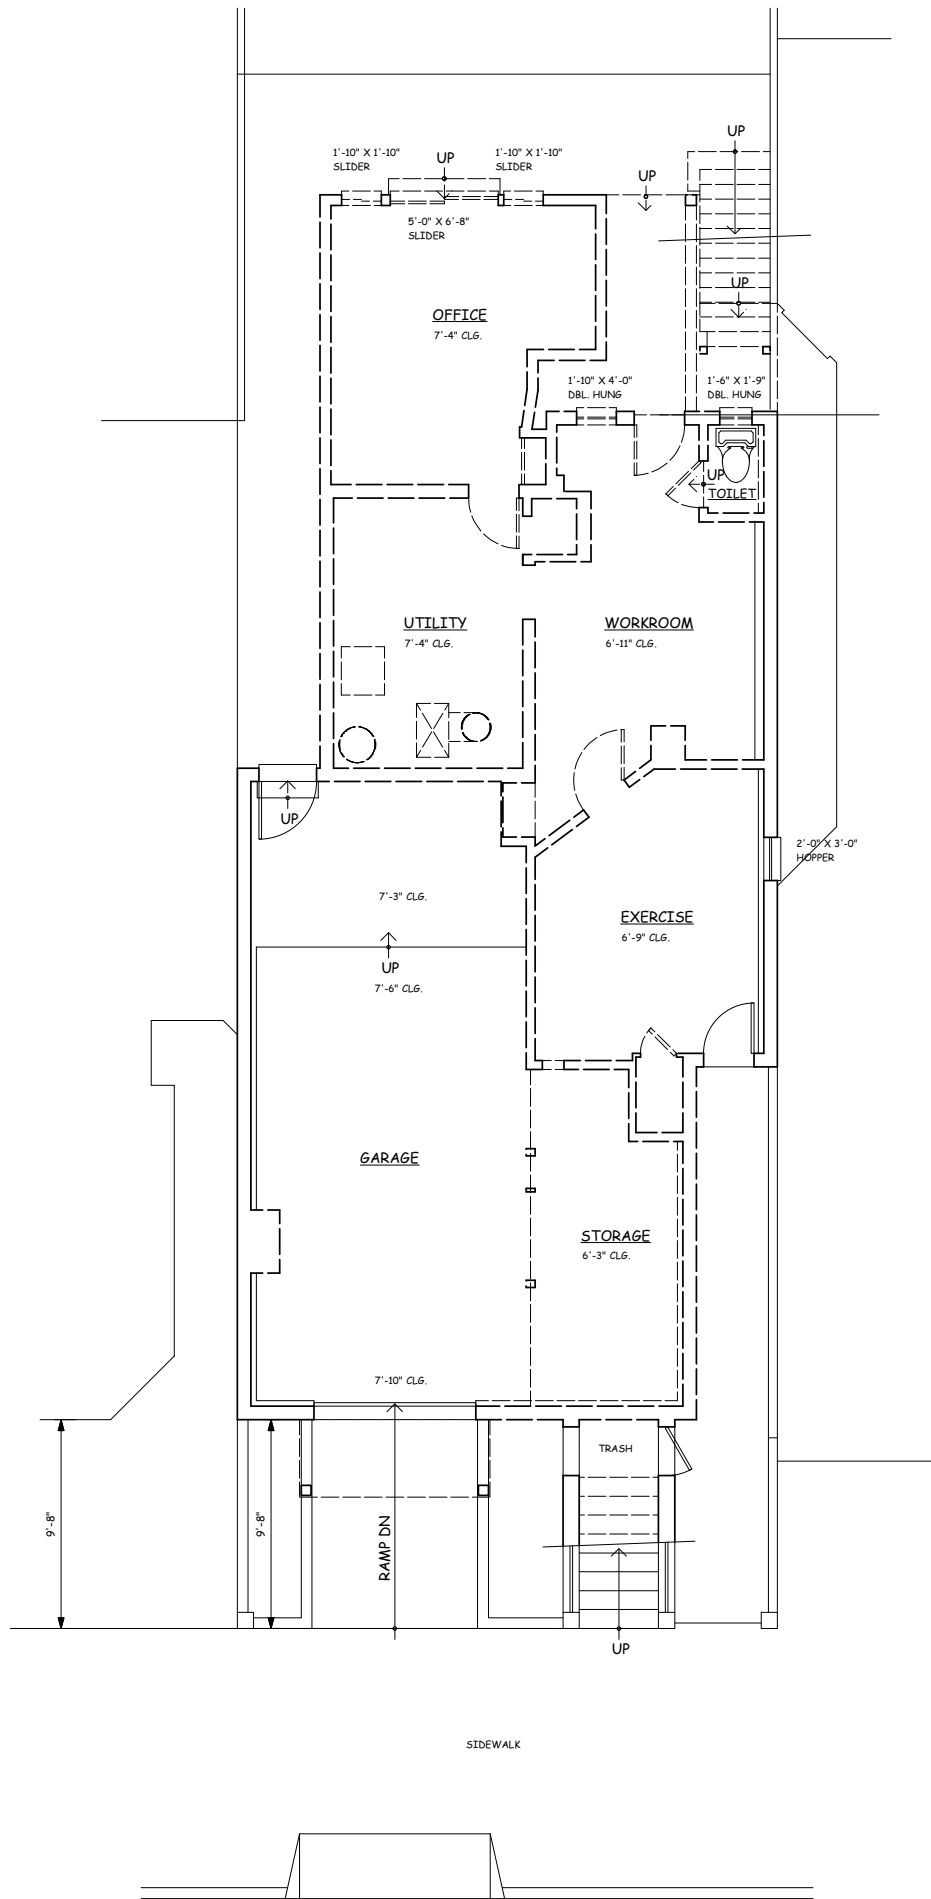 UP
1'-10" X 1'-10"
SLIDER
UP
1'-10" X 1'-10"
SLIDER
UP
5'-0" X 6'-8"
SLIDER
UP
OFFICE
7'-4" CLG.
1'-10" X 4'-0"
DBL. HUNG
1'-6" X 1'-9"
DBL. HUNG
UP
TOILET
UTILITY
7'-4" CLG.
WORKROOM
6'-11" CLG.
UP
2'-0" X 3'-0"
HOPPER
7'-3" CLG.
EXERCISE
6'-9" CLG.
UP
7'-6" CLG.
GARAGE
STORAGE
6'-3" CLG.
7'-10" CLG.
TRASH
9'-8"
9'-8"
RAMP DN
UP
SIDEWALK